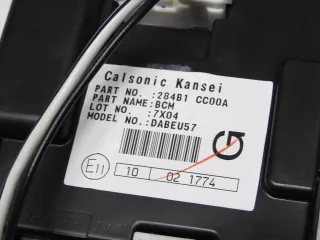 Calsonic Kansei
PART NO. :284B1 CC00A
PART NAME:BCM
LOT NO. :7X04
MODEL NO.:DABEU57
E11
10 02 1774